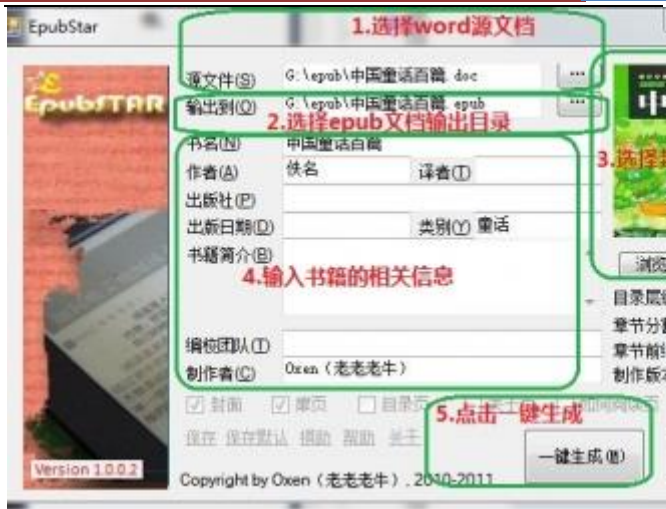 EpubStar
1.选择word源文档
EpubSTAR
源文件(S) G:\epub\中国童话百篇.doc ...
输出到(O) G:\epub\中国童话百篇.epub ...
2.选择epub文档输出目录
书名(N) 中国童话百篇
作者(A) 佚名 译者(T)
3.选择
出版社(P)
出版日期(D) 类别(Y) 童话
书籍简介(B)
浏览
4.输入书籍的相关信息
目录层
章节分
编校团队(T)
章节前
制作者(C) Oxen（老老老牛）
制作版本
封面 扉页 目录页
5.点击一键生成
保存 保存默认 捐助 帮助 关于
一键生成(M)
Version 1.0.0.2
Copyright by Oxen（老老老牛）, 2010-2011